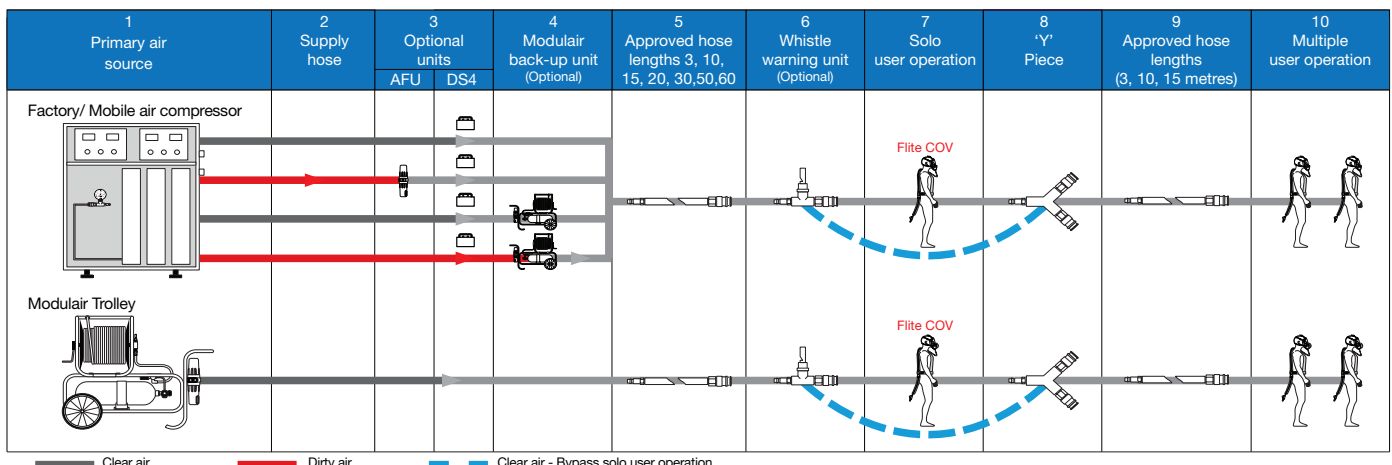 1
Primary air
source
2
Supply
hose
3
Optional
units
AFU
DS4
4
Modulair
back-up unit
(Optional)
5
Approved hose
lengths 3, 10,
15, 20, 30,50,60
6
Whistle
warning unit
(Optional)
7
Solo
user operation
8
‘Y’
Piece
9
Approved hose
lengths
(3, 10, 15 metres)
10
Multiple
user operation
Factory/ Mobile air compressor
Flite COV
Modulair Trolley
Flite COV
Clear air
Dirty air
Clear air - Bypass solo user operation